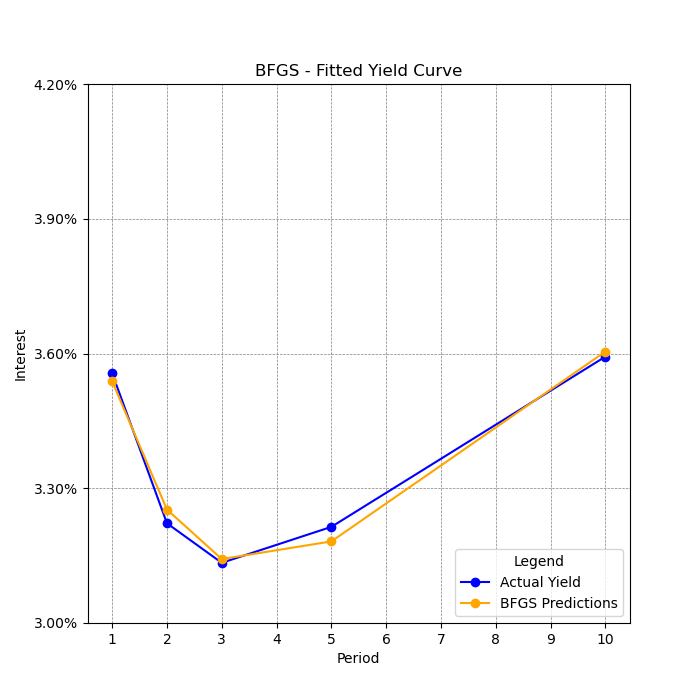 BFGS - Fitted Yield Curve
4.20%
3.90%
3.60%
3.30%
3.00%
Interest
1 2 3 4 5 6 7 8 9 10
Period
Legend
Actual Yield
BFGS Predictions